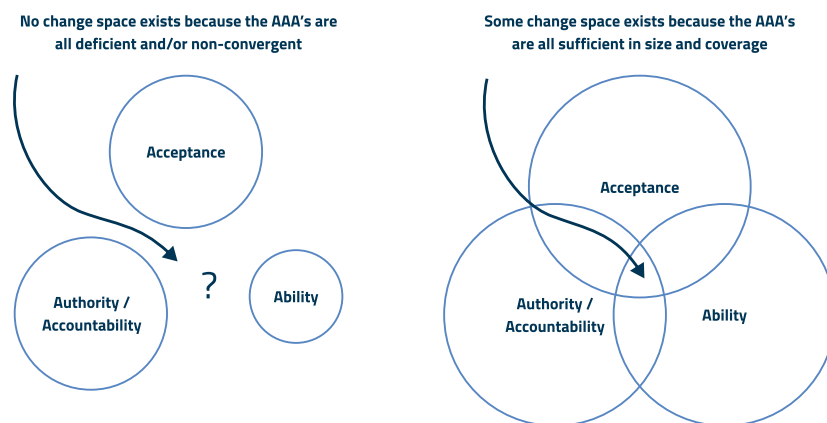 No change space exists because the AAA's are
all deficient and/or non-convergent
Acceptance
Authority /
Accountability
?
Ability
Some change space exists because the AAA's
are all sufficient in size and coverage
Acceptance
Authority /
Accountability
Ability